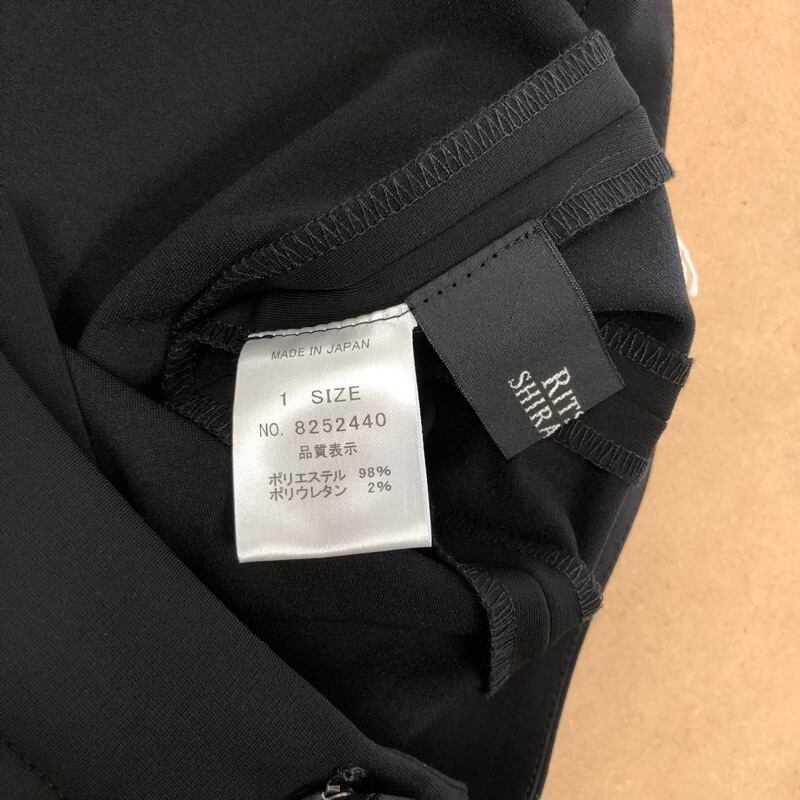 MADE IN JAPAN
1 SIZE
NO. 8252440
品質表示
ポリエステル 98%
ポリウレタン 2%